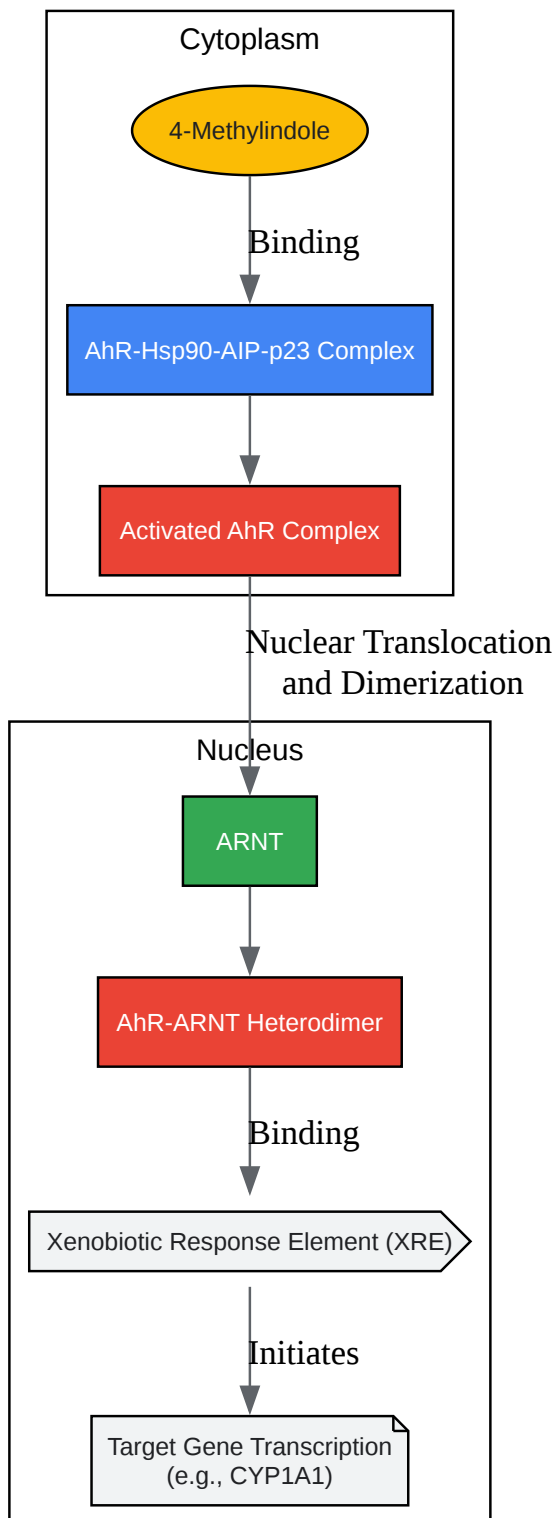 Cytoplasm
4-Methylindole
Binding
AhR-Hsp90-AIP-p23 Complex
Activated AhR Complex
Nuclear Translocation
and Dimerization
Nucleus
ARNT
AhR-ARNT Heterodimer
Binding
Xenobiotic Response Element (XRE)
Initiates
Target Gene Transcription
(e.g., CYP1A1)